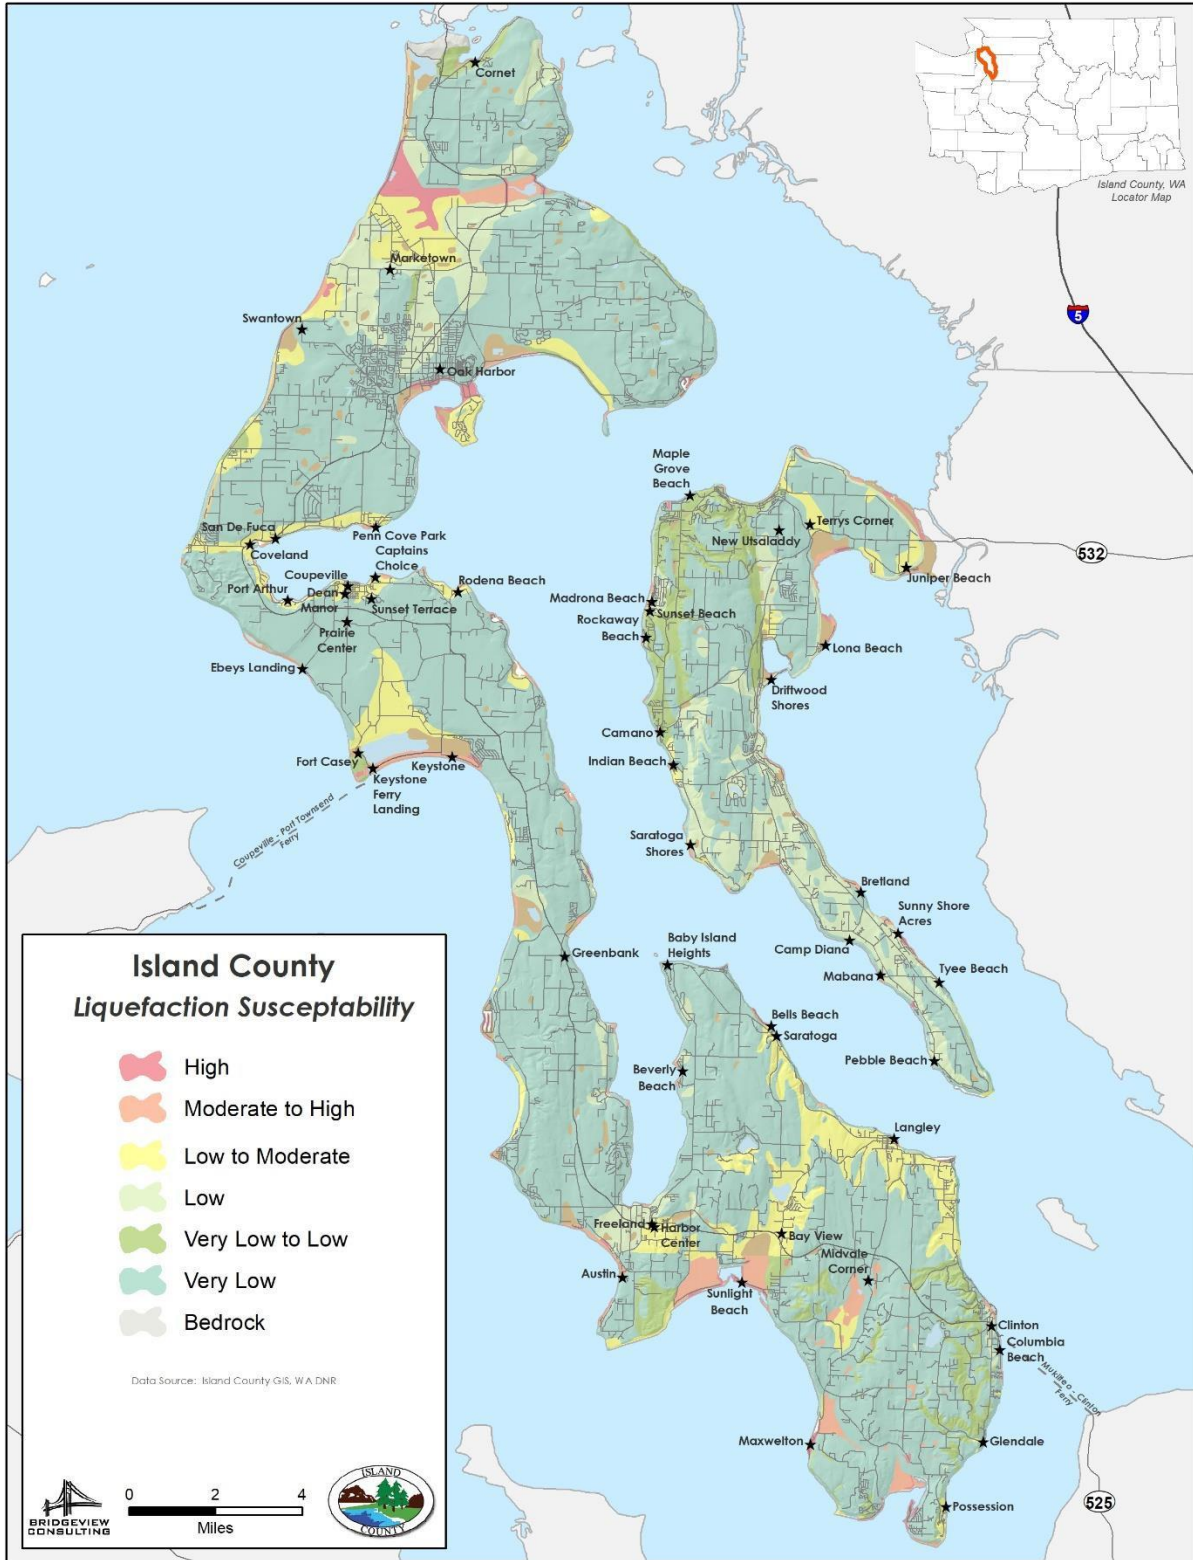 Cornet
Island County, WA
Locator Map
5
Marketown
Swantown
Oak Harbor
Maple
Grove
Beach
San De Fuca
Coveland
Penn Cove Park
Captains
Choice
New Utsaladdy
Terrys Corner
532
Juniper Beach
Coupeville
Port Arthur
Dean
Manor
Rodena Beach
Sunset Terrace
Prairie
Center
Ebeys Landing
Madrona Beach
Sunset Beach
Rockaway
Beach
Lona Beach
Driftwood
Shores
Camano
Indian Beach
Fort Casey
Keystone
Keystone
Ferry
Landing
Coupeville - Port Townsend
Ferry
Saratoga
Shores
Bretland
Sunny Shore
Acres
Camp Diana
Mabana
Tyee Beach
Greenbank
Baby Island
Heights
Bells Beach
Saratoga
Beverly
Beach
Pebble Beach
Langley
Freeland
Harbor
Center
Bay View
Midvale
Corner
Austin
Sunlight
Beach
Clinton
Columbia
Beach
Mukilteo - Clinton
Ferry
Maxwelton
Glendale
Possession
525
Island County
Liquefaction Susceptability
High
Moderate to High
Low to Moderate
Low
Very Low to Low
Very Low
Bedrock
Data Source: Island County GIS, WA DNR
BRIDGEVIEW
CONSULTING
0 2 4
Miles
ISLAND
COUNTY